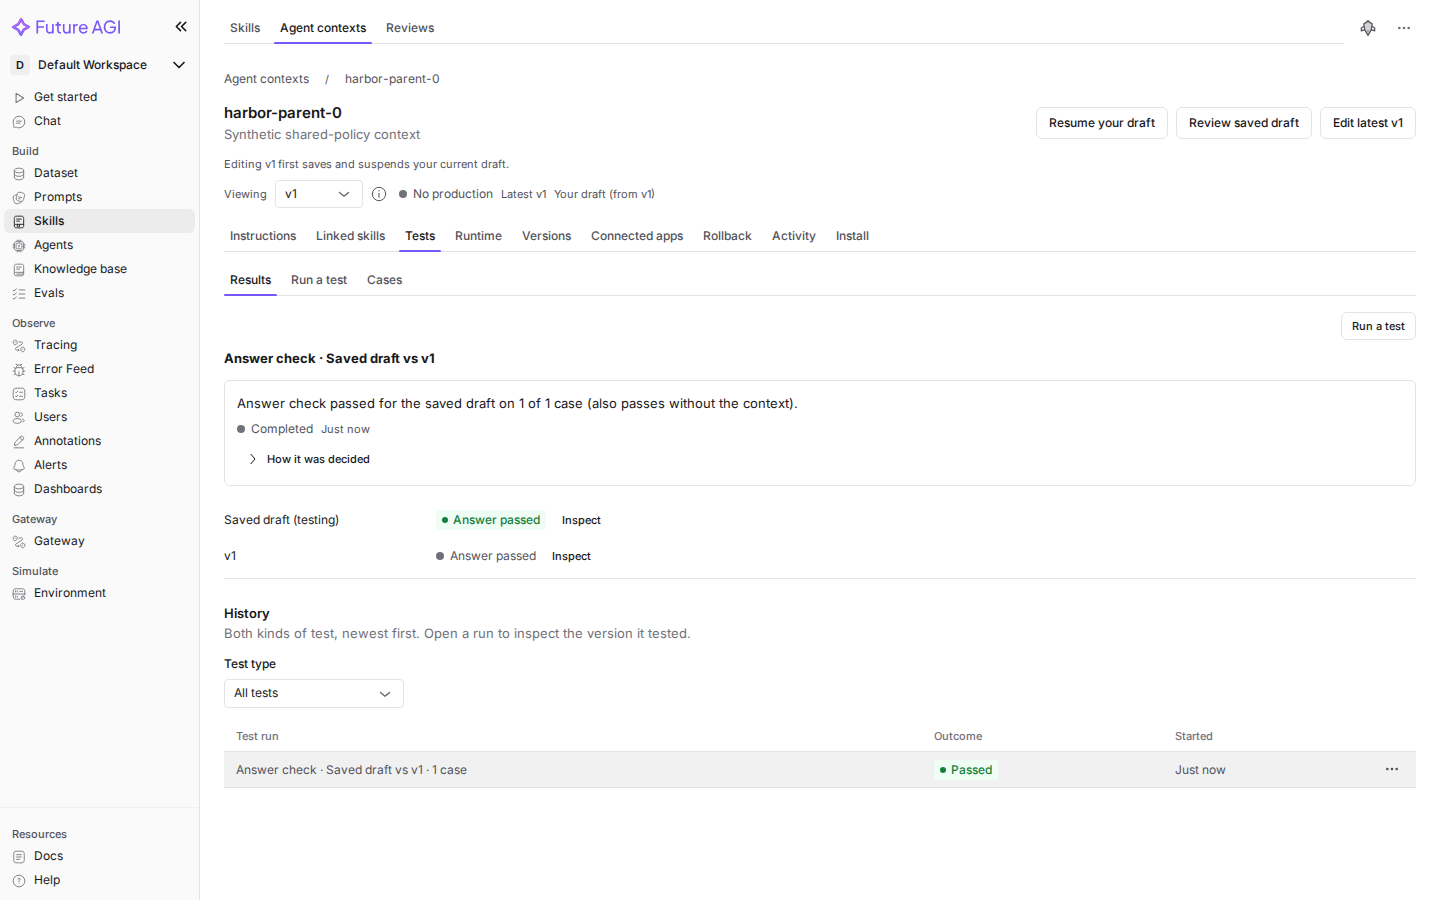 Future AGI
D Default Workspace
Get started
Chat
Build
Dataset
Prompts
Skills
Agents
Knowledge base
Evals
Observe
Tracing
Error Feed
Tasks
Users
Annotations
Alerts
Dashboards
Gateway
Gateway
Simulate
Environment
Resources
Docs
Help
Skills Agent contexts Reviews
Agent contexts / harbor-parent-0
harbor-parent-0
Synthetic shared-policy context
Resume your draft Review saved draft Edit latest v1
Editing v1 first saves and suspends your current draft.
Viewing v1 No production Latest v1 Your draft (from v1)
Instructions Linked skills Tests Runtime Versions Connected apps Rollback Activity Install
Results Run a test Cases
Run a test
Answer check · Saved draft vs v1
Answer check passed for the saved draft on 1 of 1 case (also passes without the context).
Completed Just now
How it was decided
Saved draft (testing) Answer passed Inspect
v1 Answer passed Inspect
History
Both kinds of test, newest first. Open a run to inspect the version it tested.
Test type
All tests
Test run Outcome Started
Answer check · Saved draft vs v1 · 1 case Passed Just now